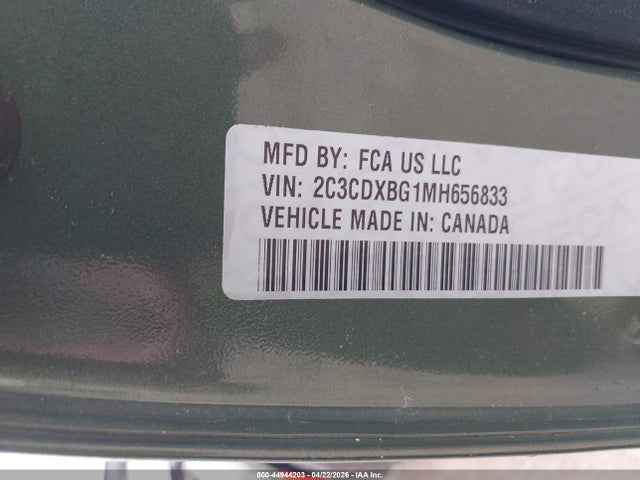 MFD BY: FCA US LLC
VIN: 2C3CDXBG1MH656833
VEHICLE MADE IN: CANADA
000-44944203 - 04/22/2026 - IAA Inc.